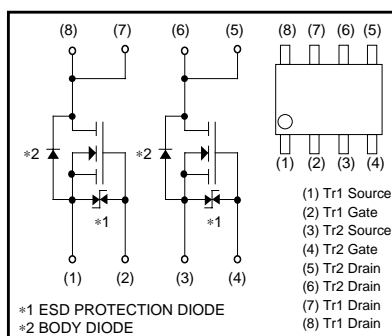 (8) (7) (6) (5)
(8) (7) (6) (5)
∗2 ∗2
∗1 ∗1
(1) (2) (3) (4)
(1) (2) (3) (4)
(1) Tr1 Source
(2) Tr1 Gate
(3) Tr2 Source
(4) Tr2 Gate
(5) Tr2 Drain
(6) Tr2 Drain
(7) Tr1 Drain
(8) Tr1 Drain
∗1 ESD PROTECTION DIODE
∗2 BODY DIODE